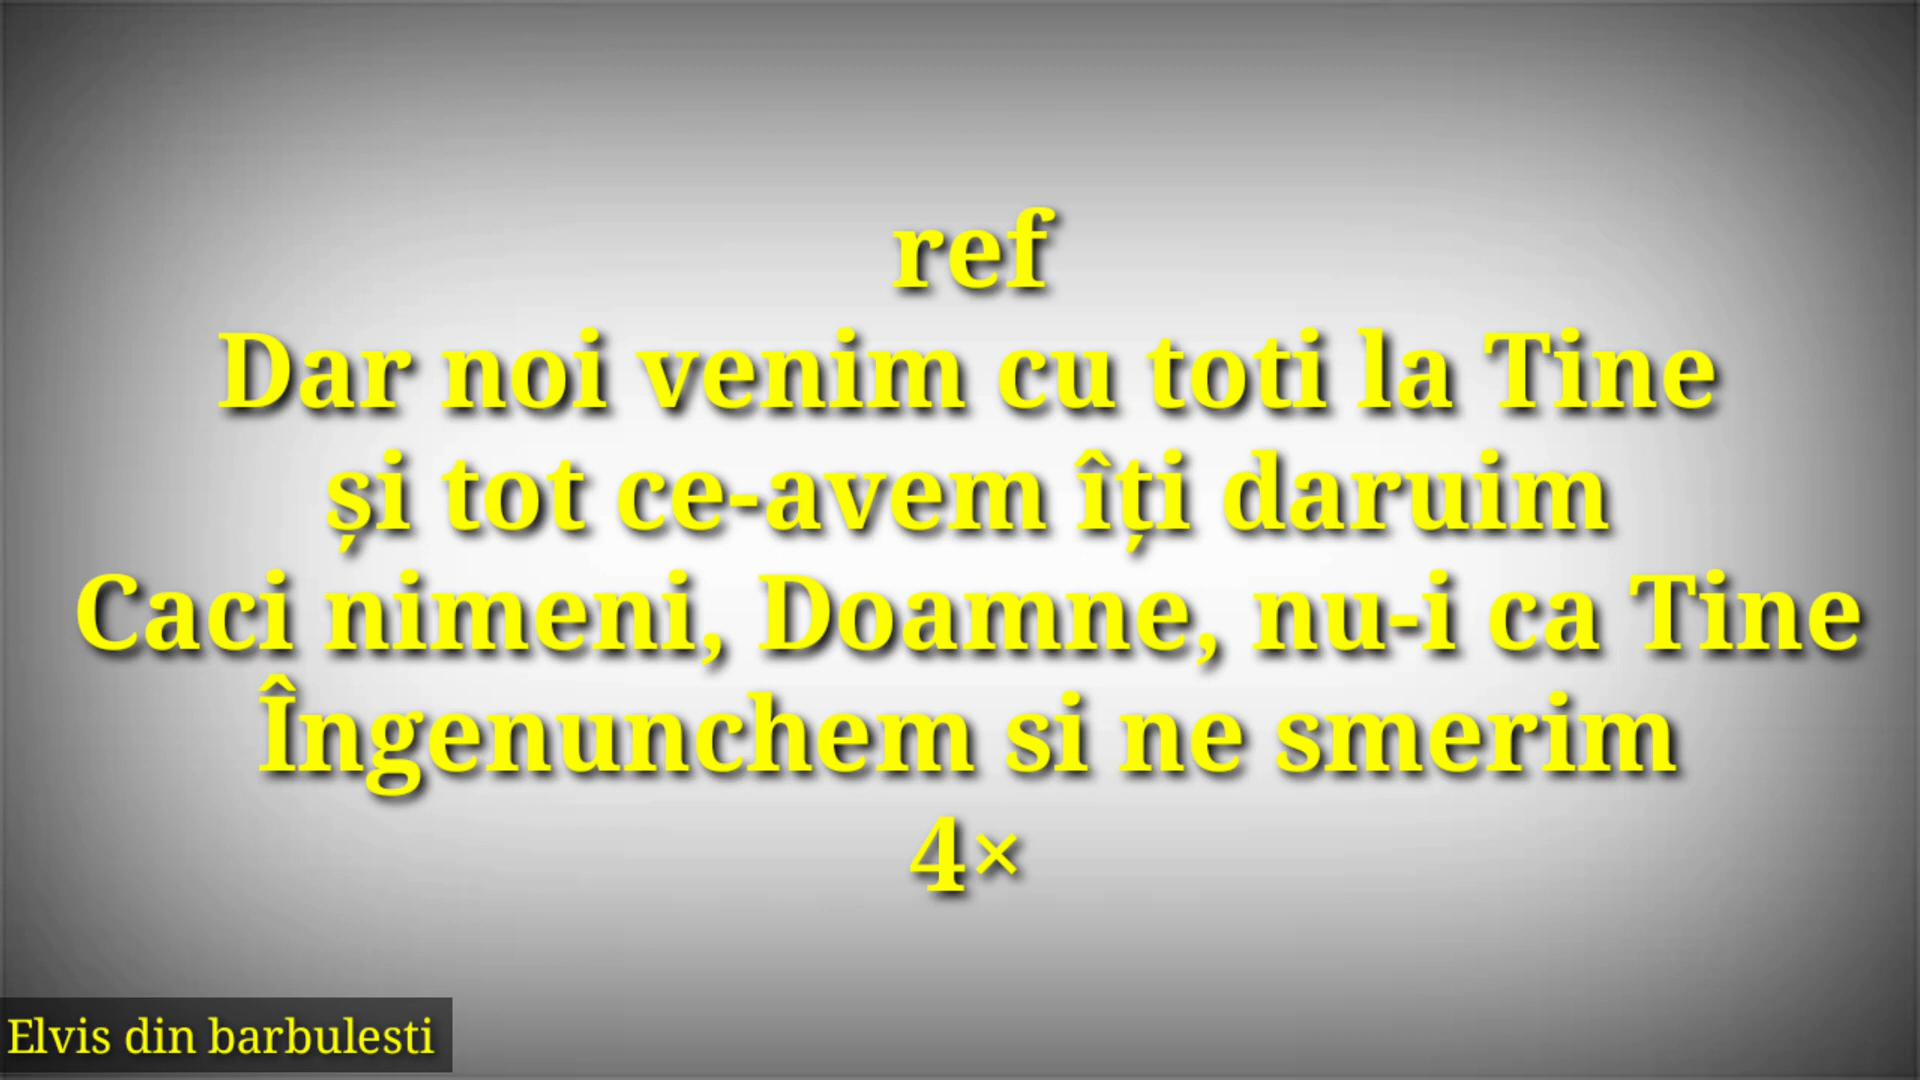 ref
Dar noi venim cu toti la Tine
și tot ce-avem îți daruim
Caci nimeni, Doamne, nu-i ca Tine
Îngenunchem si ne smerim
4×
Elvis din barbulesti